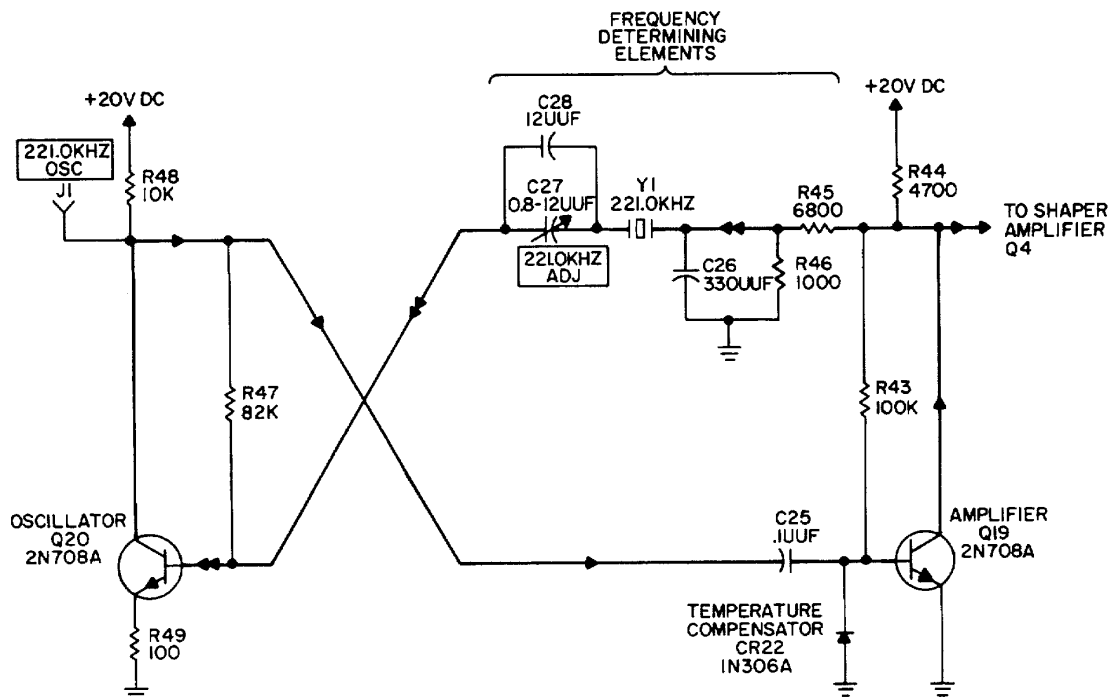 FREQUENCY
DETERMINING
ELEMENTS
+20V DC
221.0KHZ
OSC
J1
R48
10K
C28
12UUF
C27
0.8-12UUF
221.0KHZ
ADJ
Y1
221.0KHZ
C26
330UUF
R46
1000
R45
6800
+20V DC
R44
4700
TO SHAPER
AMPLIFIER
Q4
R47
82K
R43
100K
OSCILLATOR
Q20
2N708A
R49
100
C25
.1UUF
AMPLIFIER
Q19
2N708A
TEMPERATURE
COMPENSATOR
CR22
1N306A